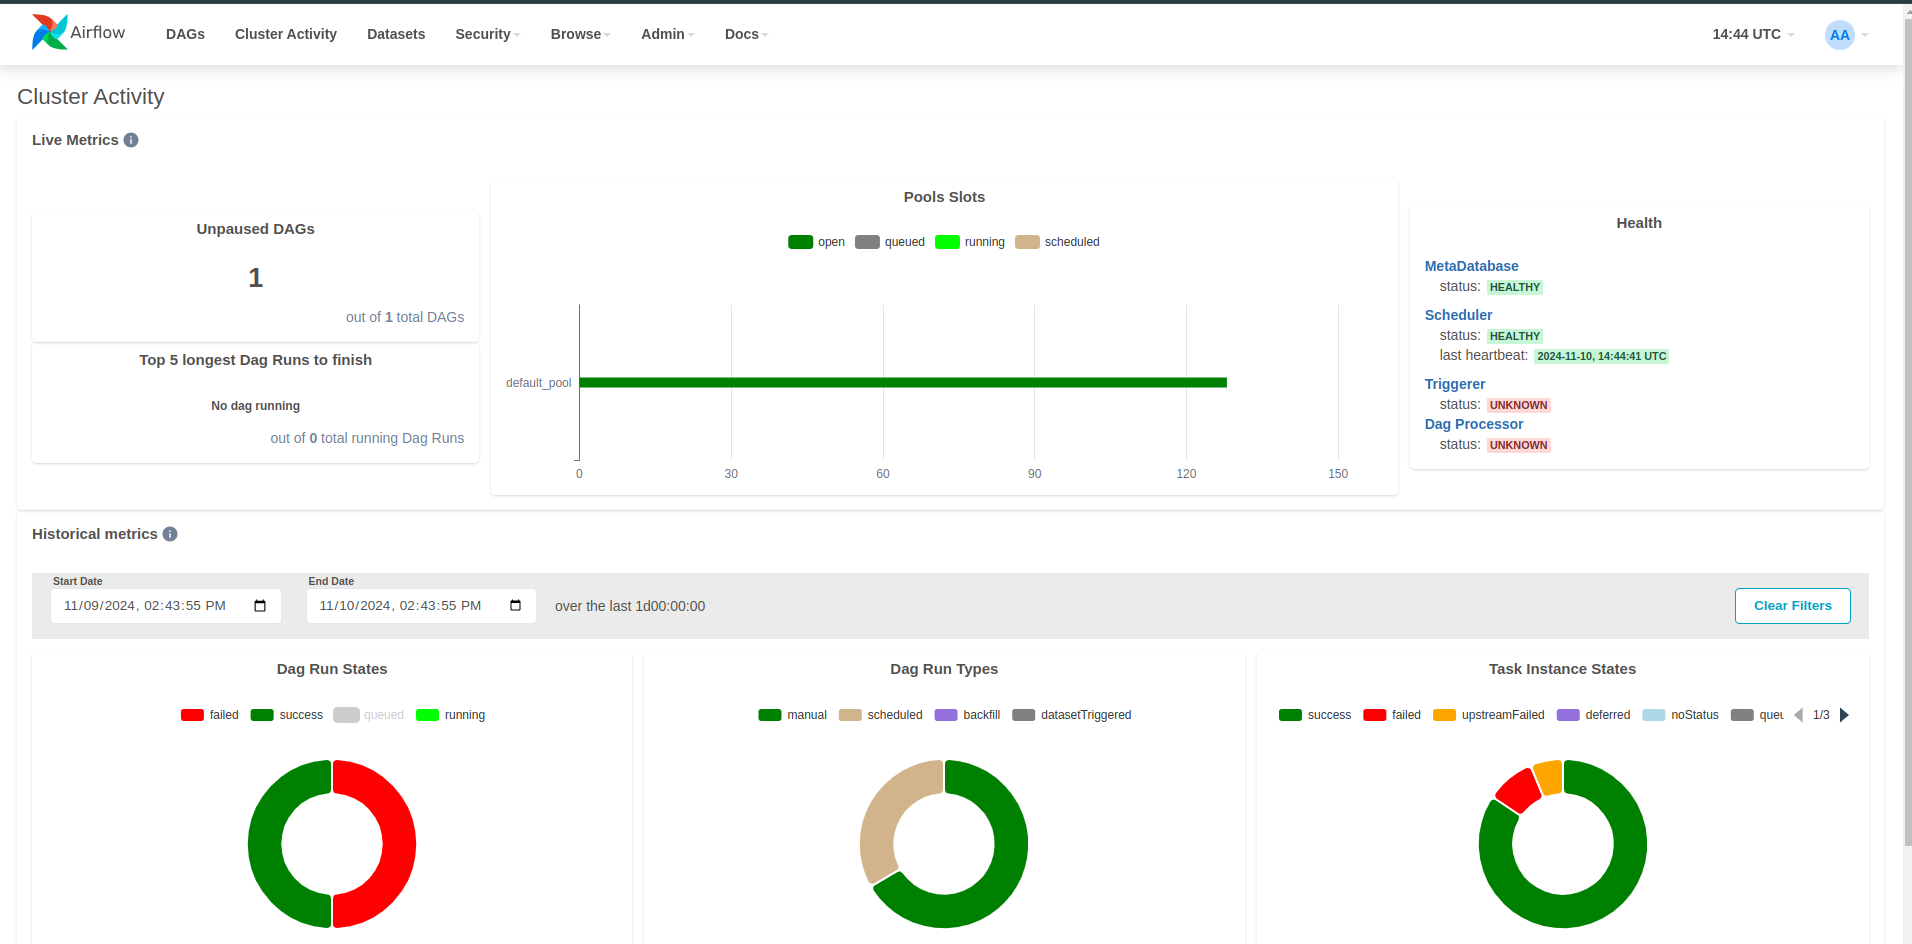 Airflow DAGs Cluster Activity Datasets Security Browse Admin Docs 14:44 UTC AA
Cluster Activity
Live Metrics
Unpaused DAGs
1
out of 1 total DAGs
Top 5 longest Dag Runs to finish
No dag running
out of 0 total running Dag Runs
Pools Slots
open queued running scheduled
default_pool
0 30 60 90 120 150
Health
MetaDatabase
status: HEALTHY
Scheduler
status: HEALTHY
last heartbeat: 2024-11-10, 14:44:41 UTC
Triggerer
status: UNKNOWN
Dag Processor
status: UNKNOWN
Historical metrics
Start Date End Date
11/09/2024, 02:43:55 PM 11/10/2024, 02:43:55 PM over the last 1d00:00:00 Clear Filters
Dag Run States
failed success queued running
Dag Run Types
manual scheduled backfill datasetTriggered
Task Instance States
success failed upstreamFailed deferred noStatus 1/3